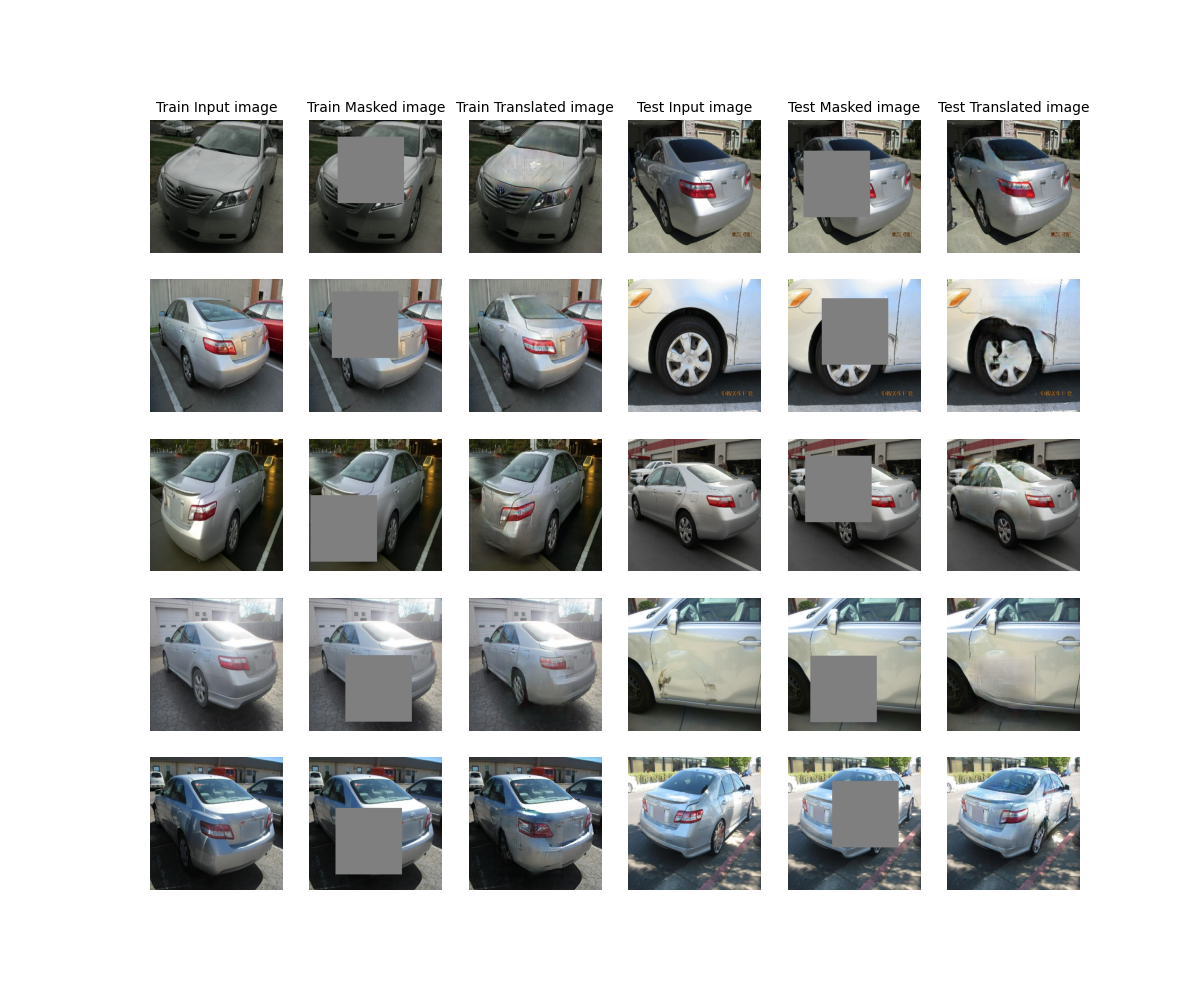 Train Input image
Train Masked image
Train Translated image
Test Input image
Test Masked image
Test Translated image